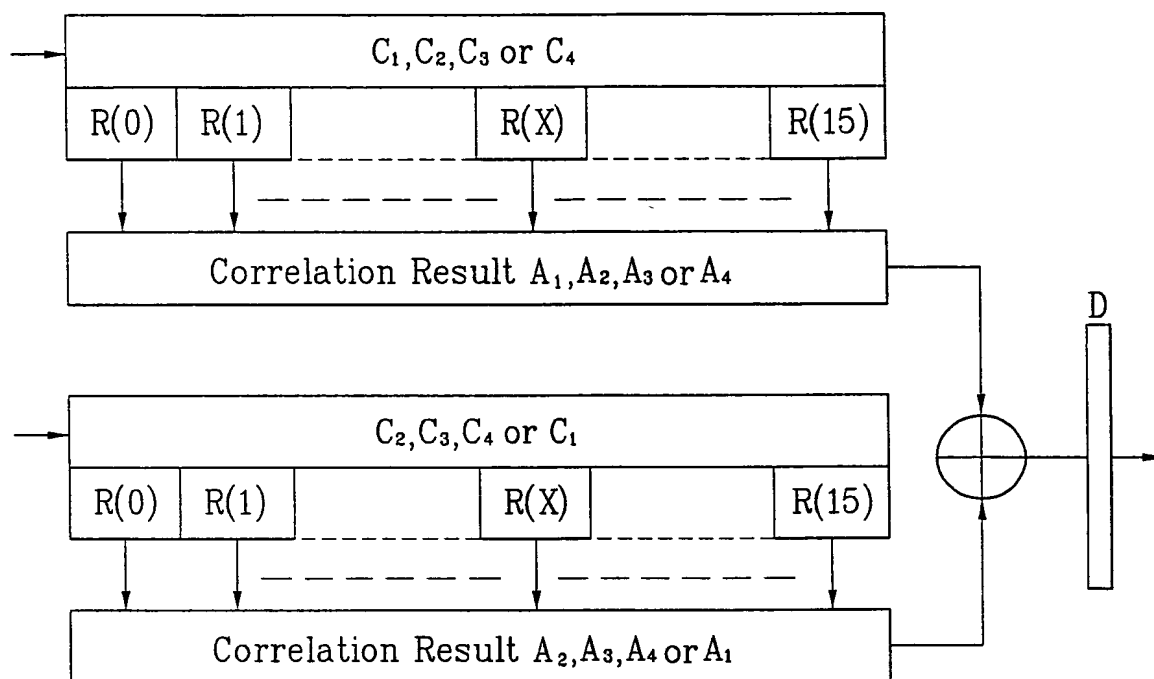 C₁,C₂,C₃ or C₄
R(0) R(1) R(X) R(15)
Correlation Result A₁,A₂,A₃ or A₄
D
C₂,C₃,C₄ or C₁
R(0) R(1) R(X) R(15)
Correlation Result A₂,A₃,A₄ or A₁